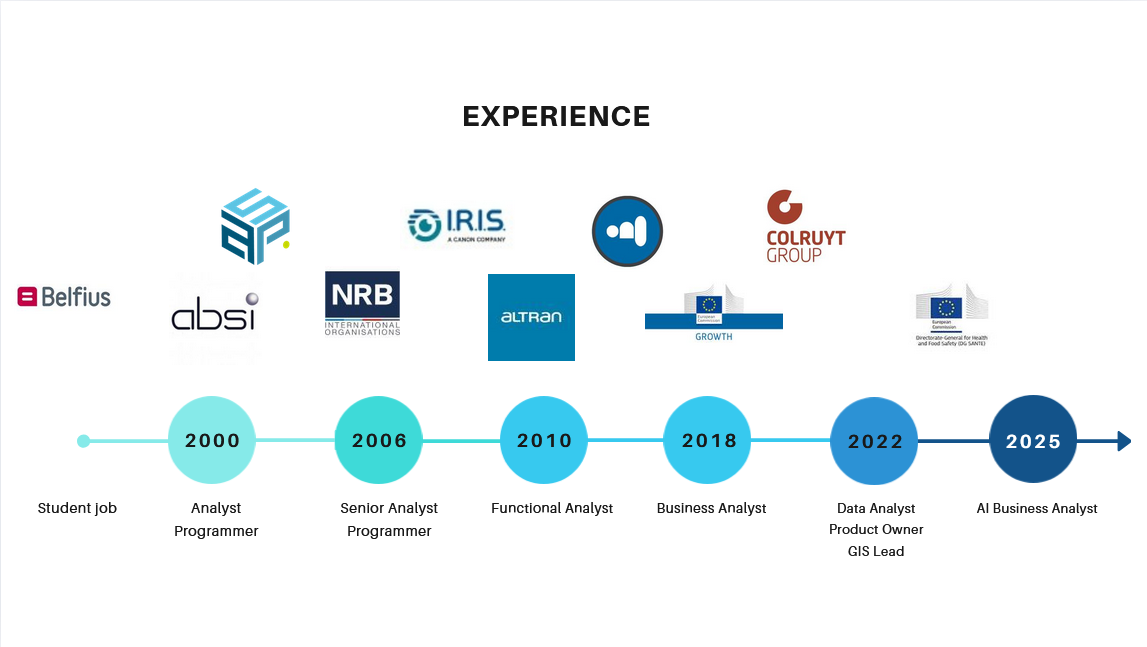 EXPERIENCE
I.R.I.S.
A CANON COMPANY
COLRUYT
GROUP
Belfius
absi
NRB
INTERNATIONAL
ORGANISATIONS
ALTRAN
European
Commission
GROWTH
European
Commission
Directorate-General for Health
and Food Safety (DG SANTE)
2000
2006
2010
2018
2022
2025
Student job
Analyst
Programmer
Senior Analyst
Programmer
Functional Analyst
Business Analyst
Data Analyst
Product Owner
GIS Lead
AI Business Analyst